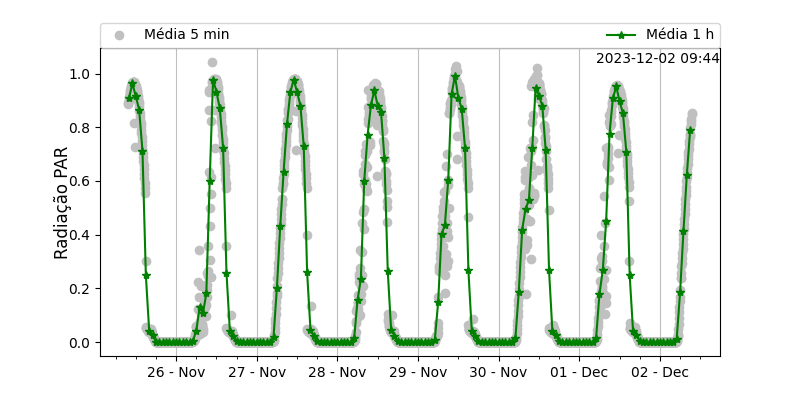 Média 5 min
Média 1 h
2023-12-02 09:44
Radiação PAR
1.0
0.8
0.6
0.4
0.2
0.0
26 - Nov
27 - Nov
28 - Nov
29 - Nov
30 - Nov
01 - Dec
02 - Dec